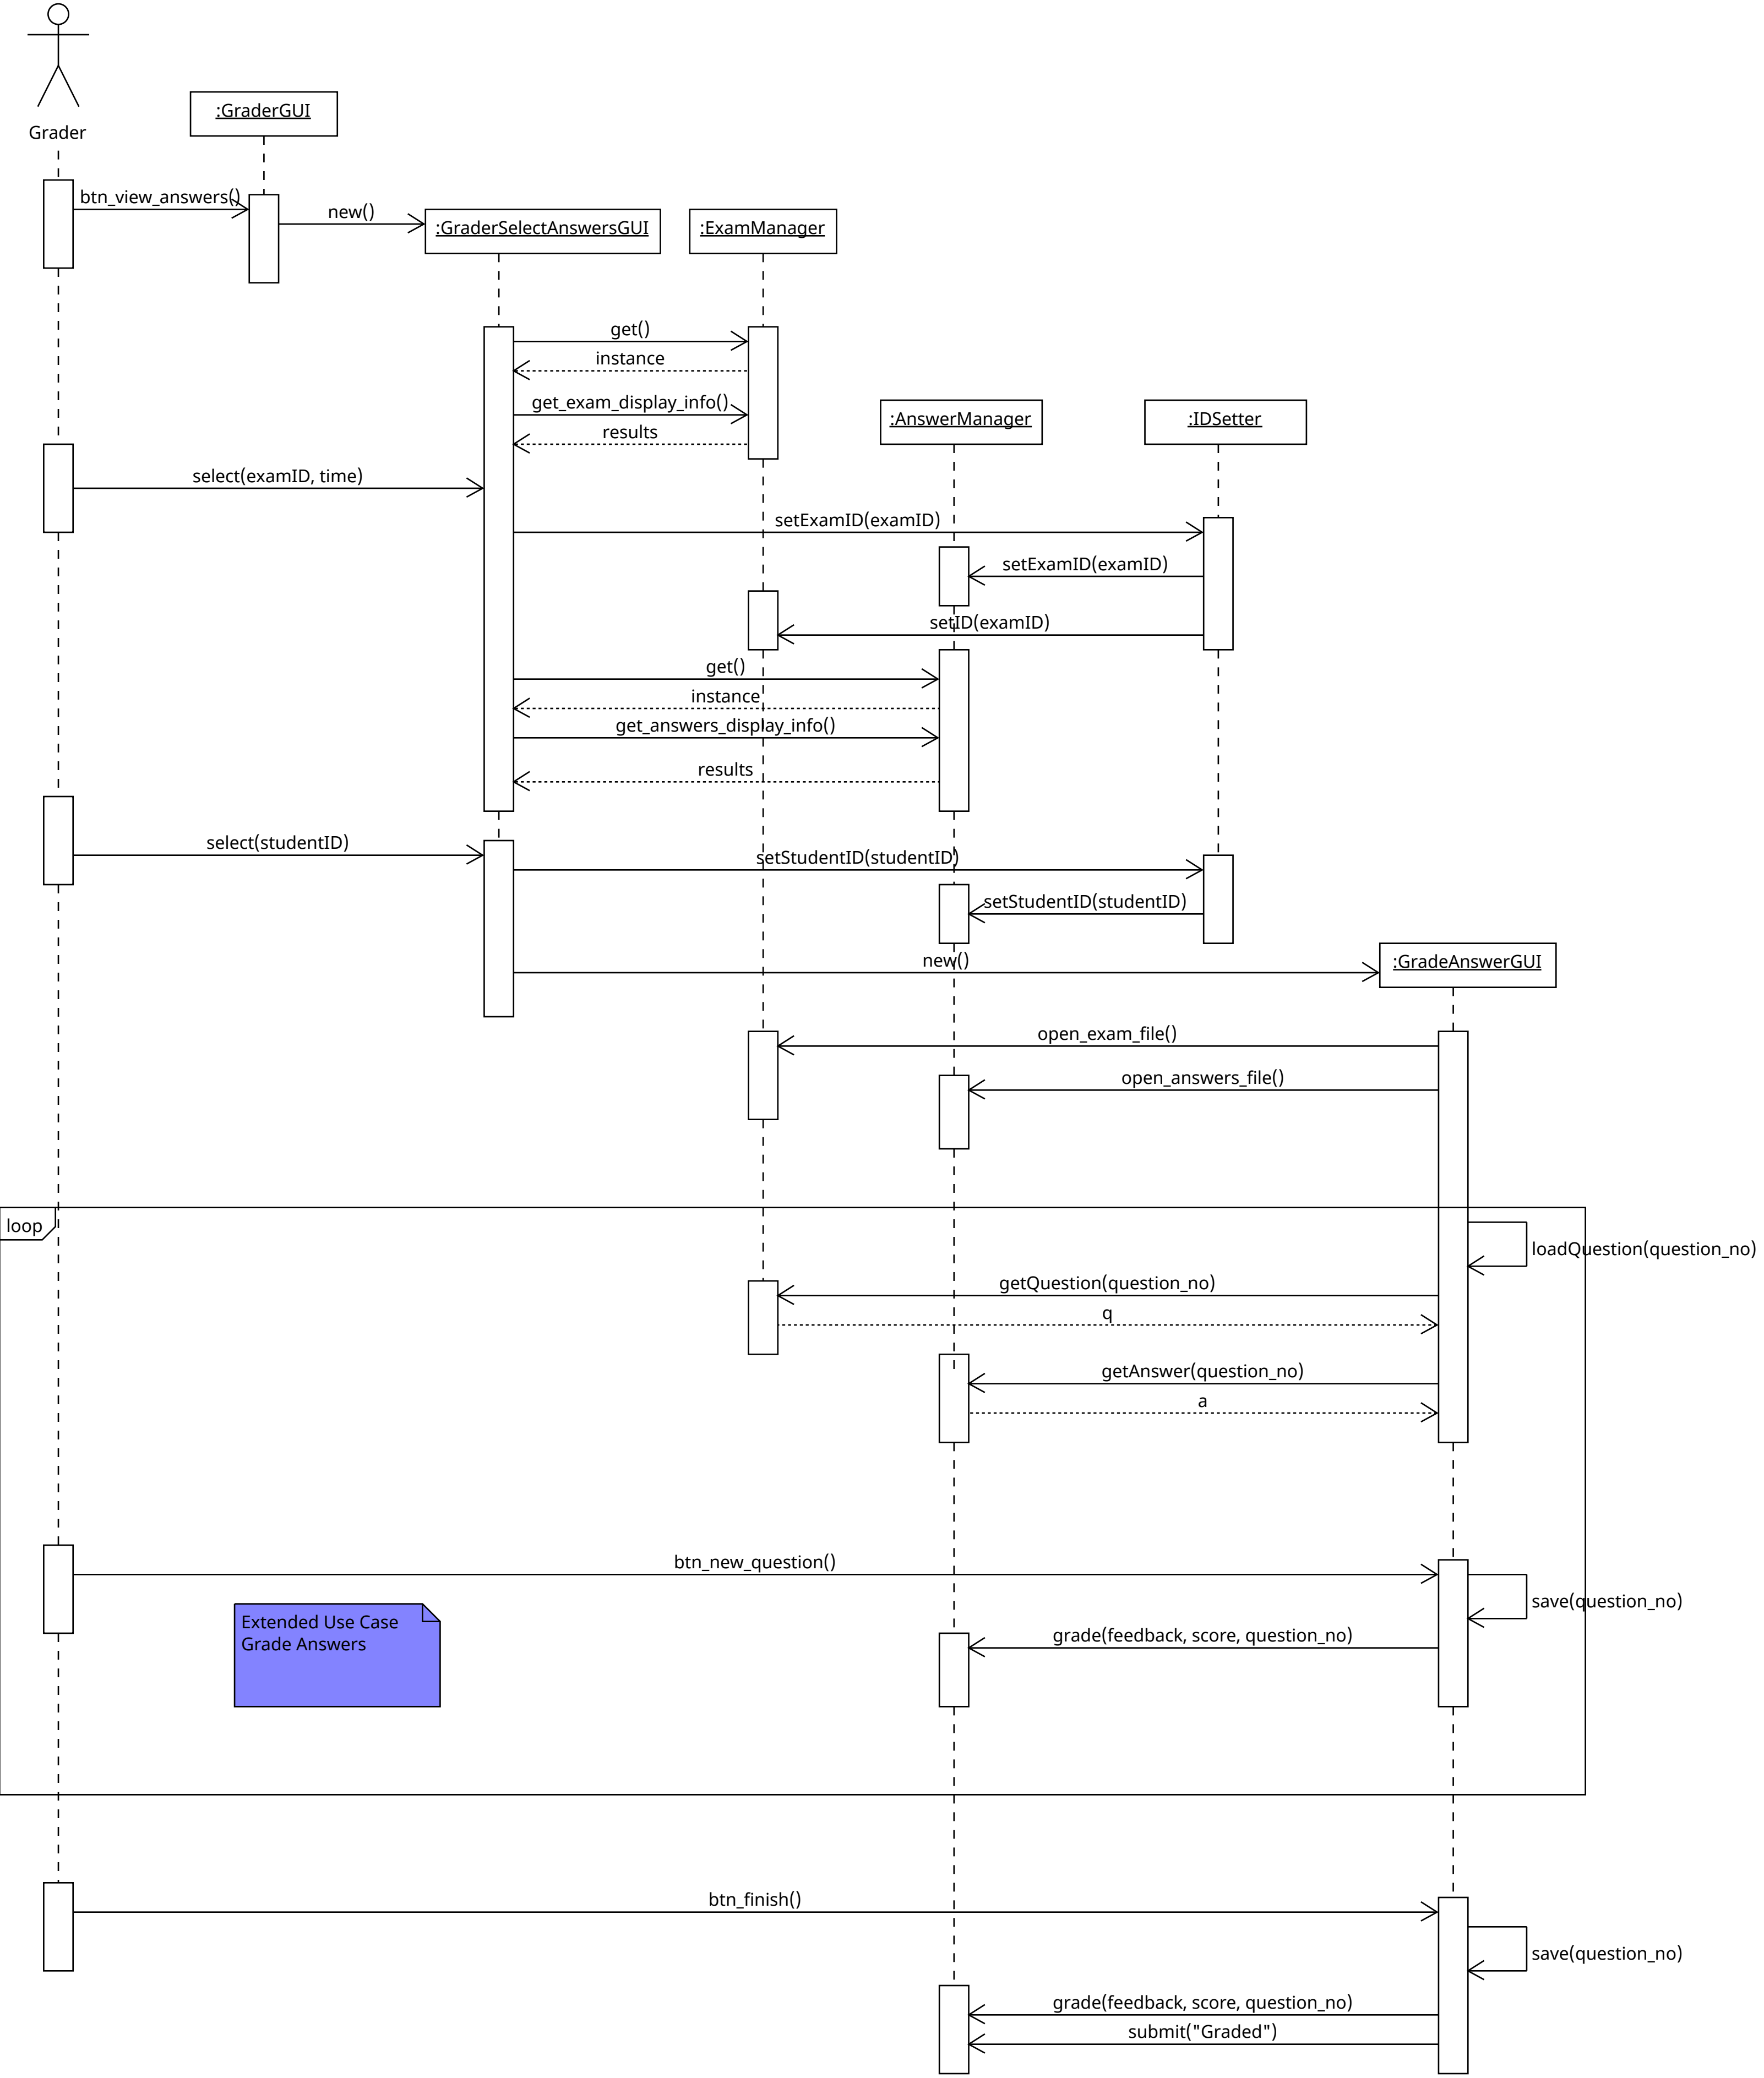 Grader
:GraderGUI
btn_view_answers()
new()
:GraderSelectAnswersGUI
:ExamManager
get()
instance
get_exam_display_info()
results
:AnswerManager
:IDSetter
select(examID, time)
setExamID(examID)
setExamID(examID)
setID(examID)
get()
instance
get_answers_display_info()
results
select(studentID)
setStudentID(studentID)
setStudentID(studentID)
new()
:GradeAnswerGUI
open_exam_file()
open_answers_file()
loop
loadQuestion(question_no)
getQuestion(question_no)
q
getAnswer(question_no)
a
btn_new_question()
save(question_no)
Extended Use Case
Grade Answers
grade(feedback, score, question_no)
btn_finish()
save(question_no)
grade(feedback, score, question_no)
submit("Graded")